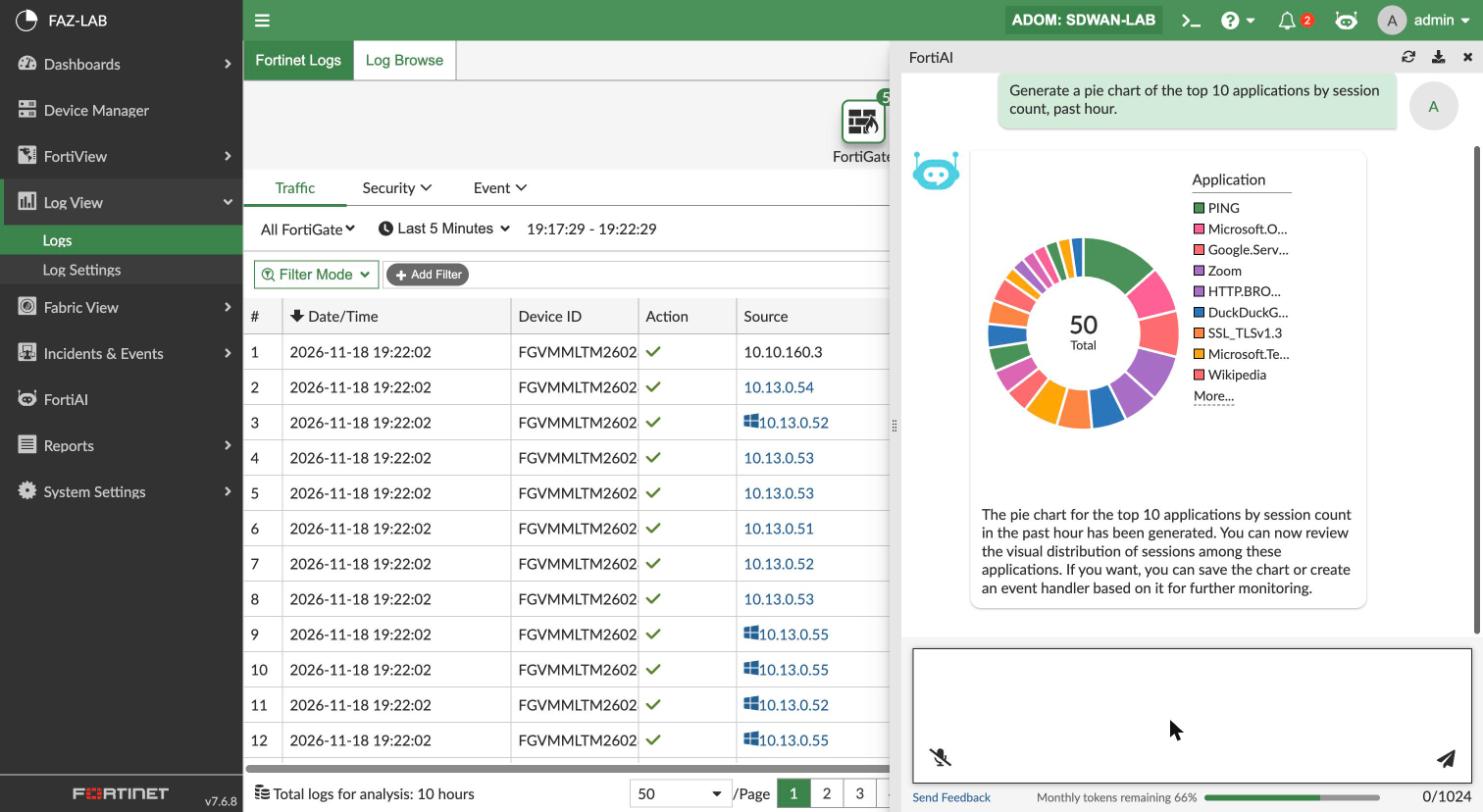 FAZ-LAB
ADOM: SDWAN-LAB
2
A
admin
Dashboards
Device Manager
FortiView
Log View
Logs
Log Settings
Fabric View
Incidents & Events
FortiAI
Reports
System Settings
FORTINET
v7.6.8
Fortinet Logs
Log Browse
5
FortiGate
Traffic
Security
Event
All FortiGate
Last 5 Minutes
19:17:29 - 19:22:29
Filter Mode
Add Filter
# Date/Time Device ID Action Source
1 2026-11-18 19:22:02 FGVMMLTM2602 10.10.160.3
2 2026-11-18 19:22:02 FGVMMLTM2602 10.13.0.54
3 2026-11-18 19:22:02 FGVMMLTM2602 10.13.0.52
4 2026-11-18 19:22:02 FGVMMLTM2602 10.13.0.53
5 2026-11-18 19:22:02 FGVMMLTM2602 10.13.0.53
6 2026-11-18 19:22:02 FGVMMLTM2602 10.13.0.51
7 2026-11-18 19:22:02 FGVMMLTM2602 10.13.0.52
8 2026-11-18 19:22:02 FGVMMLTM2602 10.13.0.53
9 2026-11-18 19:22:02 FGVMMLTM2602 10.13.0.55
10 2026-11-18 19:22:02 FGVMMLTM2602 10.13.0.55
11 2026-11-18 19:22:02 FGVMMLTM2602 10.13.0.52
12 2026-11-18 19:22:02 FGVMMLTM2602 10.13.0.55
Total logs for analysis: 10 hours
50 /Page 1 2 3
FortiAI
Generate a pie chart of the top 10 applications by session
count, past hour.
A
Application
PING
Microsoft.O...
Google.Serv...
Zoom
HTTP.BRO...
DuckDuckG...
SSL_TLSv1.3
Microsoft.Te...
Wikipedia
More...
50
Total
The pie chart for the top 10 applications by session count
in the past hour has been generated. You can now review
the visual distribution of sessions among these
applications. If you want, you can save the chart or create
an event handler based on it for further monitoring.
Send Feedback
Monthly tokens remaining 66%
0/1024